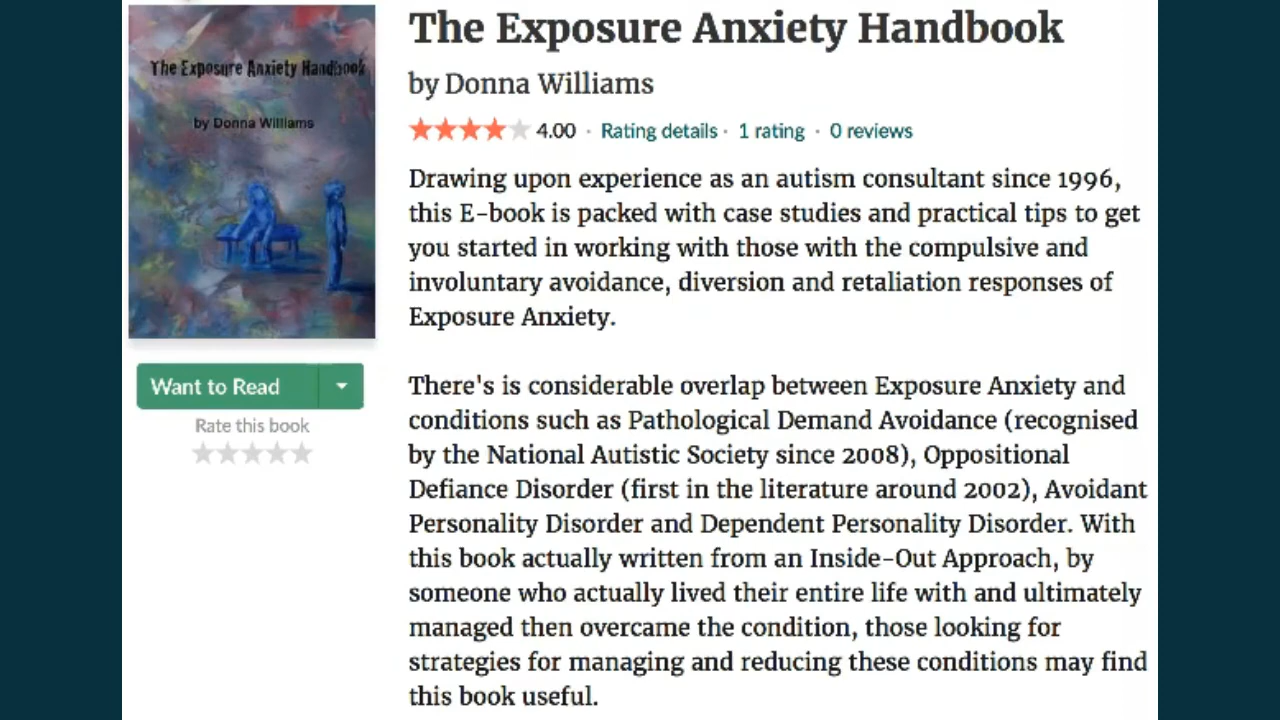 The Exposure Anxiety Handbook
by Donna Williams
The Exposure Anxiety Handbook
by Donna Williams
4.00 · Rating details · 1 rating · 0 reviews
Drawing upon experience as an autism consultant since 1996,
this E-book is packed with case studies and practical tips to get
you started in working with those with the compulsive and
involuntary avoidance, diversion and retaliation responses of
Exposure Anxiety.
There's is considerable overlap between Exposure Anxiety and
conditions such as Pathological Demand Avoidance (recognised
by the National Autistic Society since 2008), Oppositional
Defiance Disorder (first in the literature around 2002), Avoidant
Personality Disorder and Dependent Personality Disorder. With
this book actually written from an Inside-Out Approach, by
someone who actually lived their entire life with and ultimately
managed then overcame the condition, those looking for
strategies for managing and reducing these conditions may find
this book useful.
Want to Read
Rate this book